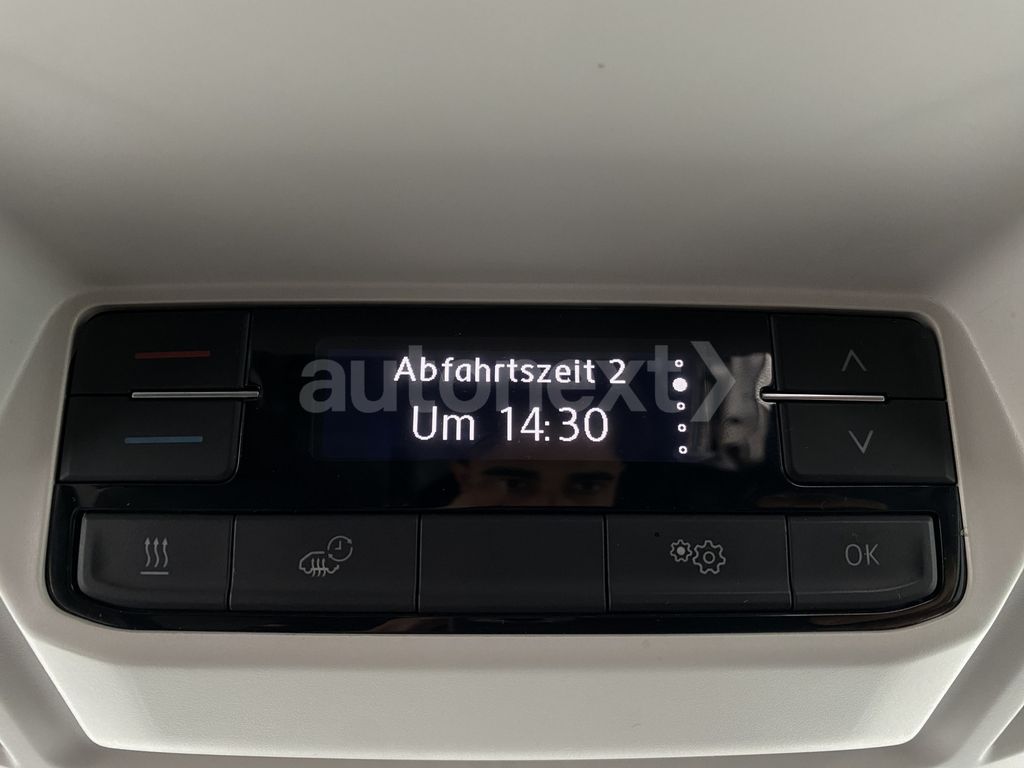 Abfahrtszeit 2
autonext
Um 14:30
OK